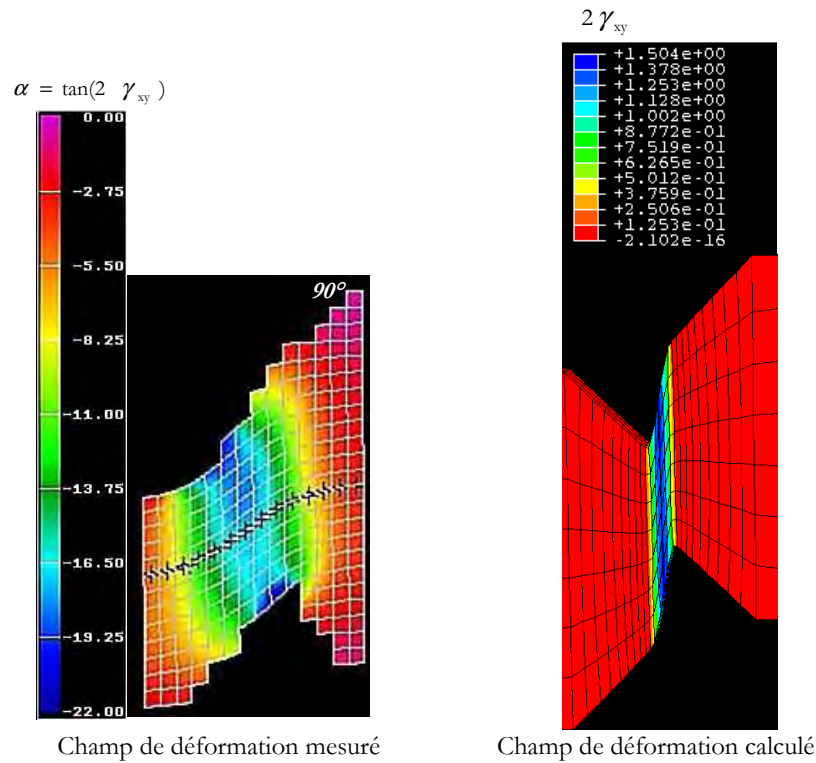 α = tan(2 γxy)
0.00
-2.75
-5.50
-8.25
-11.00
-13.75
-16.50
-19.25
-22.00
90°
Champ de déformation mesuré
2 γxy
+1.504e+00
+1.378e+00
+1.253e+00
+1.128e+00
+1.002e+00
+8.772e-01
+7.519e-01
+6.265e-01
+5.012e-01
+3.759e-01
+2.506e-01
+1.253e-01
-2.102e-16
Champ de déformation calculé